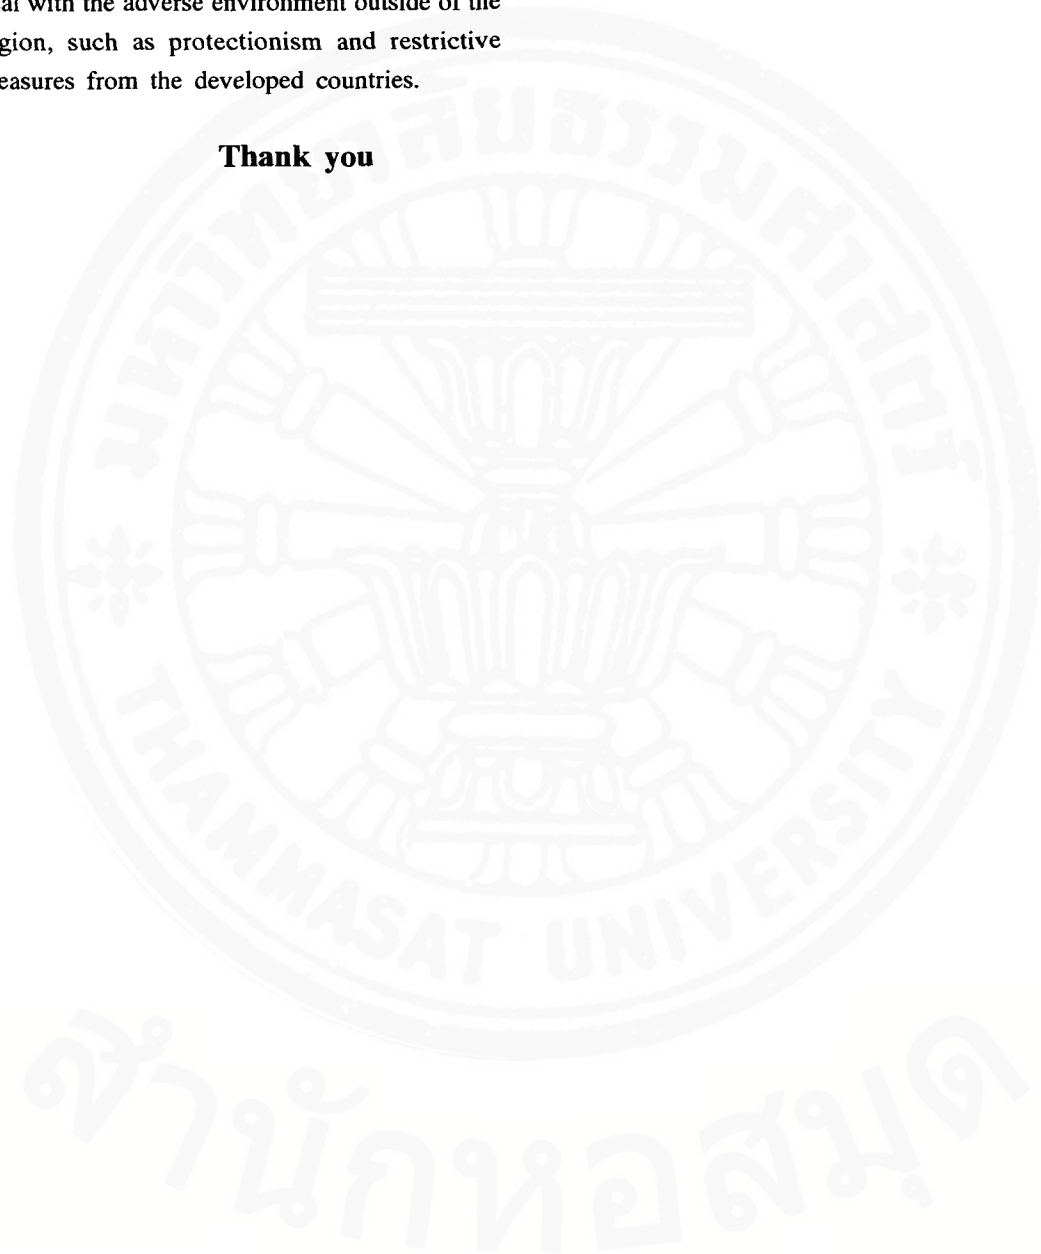 al with the adverse environment outside of the
gion, such as protectionism and restrictive
easures from the developed countries.
Thank you
มหาวิทยาลัยธรรมศาสตร์
THAMMASAT UNIVERSITY
สำนักหอสมุด